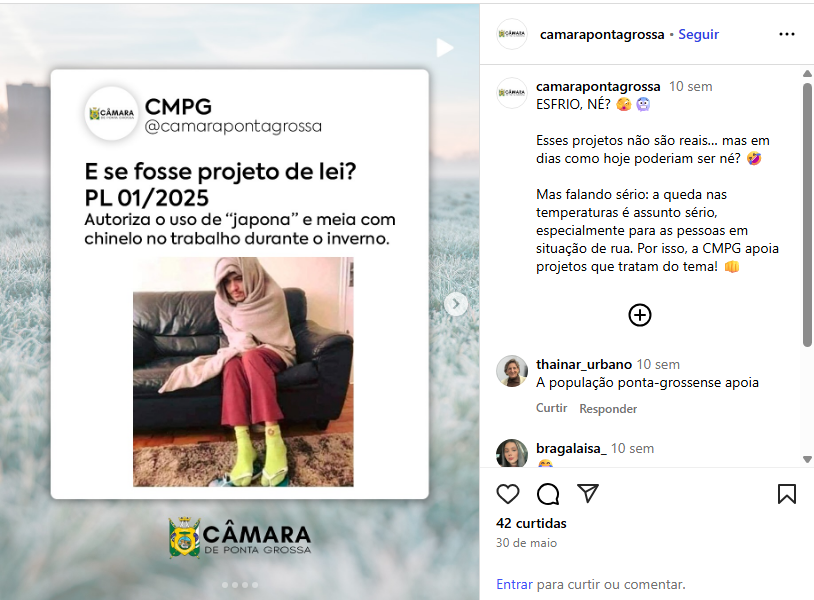 CÂMARA
CMPG
@camarapontagrossa
E se fosse projeto de lei?
PL 01/2025
Autoriza o uso de “japona” e meia com
chinelo no trabalho durante o inverno.
CÂMARA
DE PONTA GROSSA
camarapontagrossa • Seguir
camarapontagrossa 10 sem
ESFRIO, NÉ? 🫣🥶
Esses projetos não são reais... mas em
dias como hoje poderiam ser né? 🤣
Mas falando sério: a queda nas
temperaturas é assunto sério,
especialmente para as pessoas em
situação de rua. Por isso, a CMPG apoia
projetos que tratam do tema! 👊
thainar_urbano 10 sem
A população ponta-grossense apoia
Curtir Responder
bragalaisa_ 10 sem
42 curtidas
30 de maio
Entrar para curtir ou comentar.